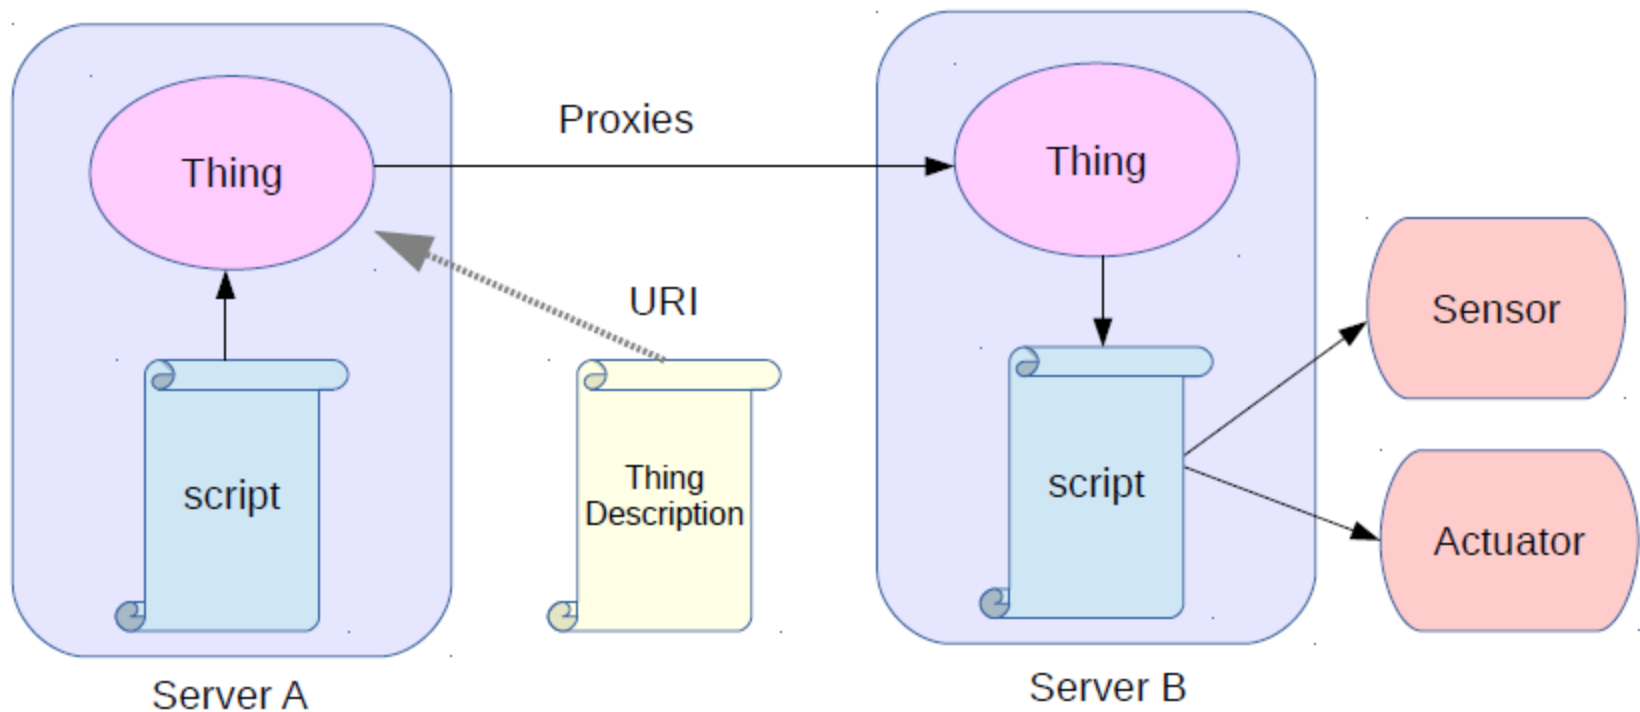 Proxies
Thing
Thing
URI
Sensor
script
Thing
Description
script
Actuator
Server A
Server B